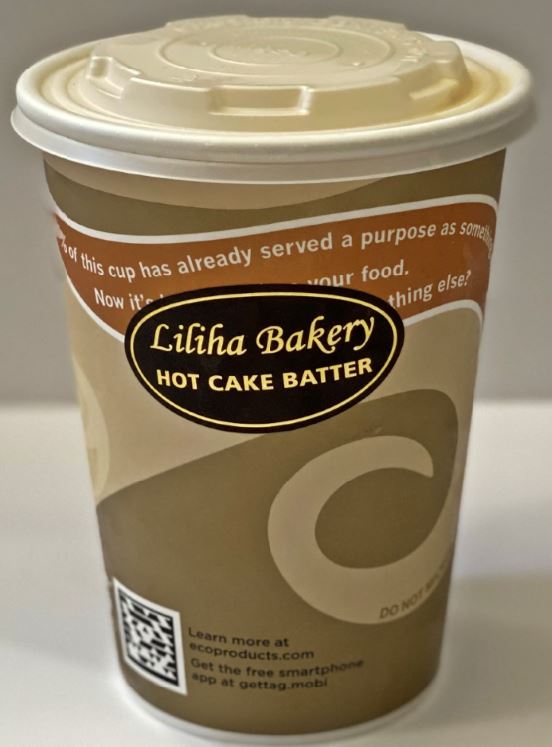 of this cup has already served a purpose as something
Now it's your food.
thing else?
Liliha Bakery
HOT CAKE BATTER
DO NOT
Learn more at
ecoproducts.com
Get the free smartphone
app at gettag.mobi